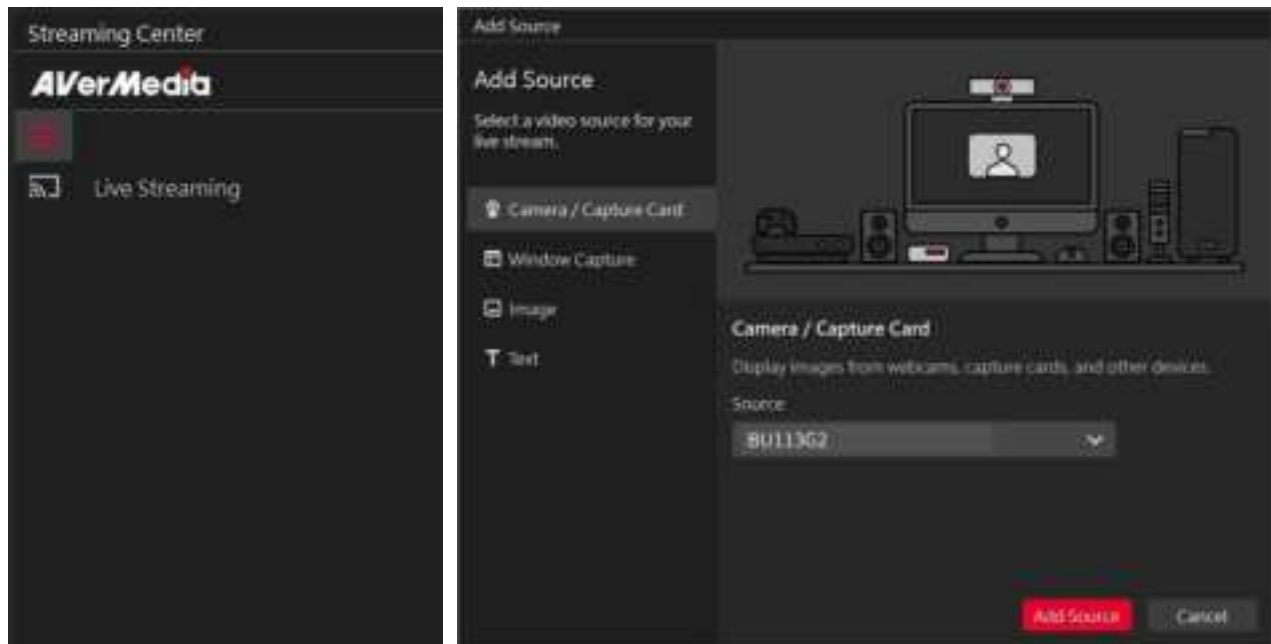 Streaming Center
AVerMedia
Live Streaming
Add Source
Add Source
Select a video source for your
live stream.
Camera / Capture Card
Window Capture
Image
Text
Camera / Capture Card
Display images from webcams, capture cards, and other devices.
Source
BU113G2
Add Source
Cancel